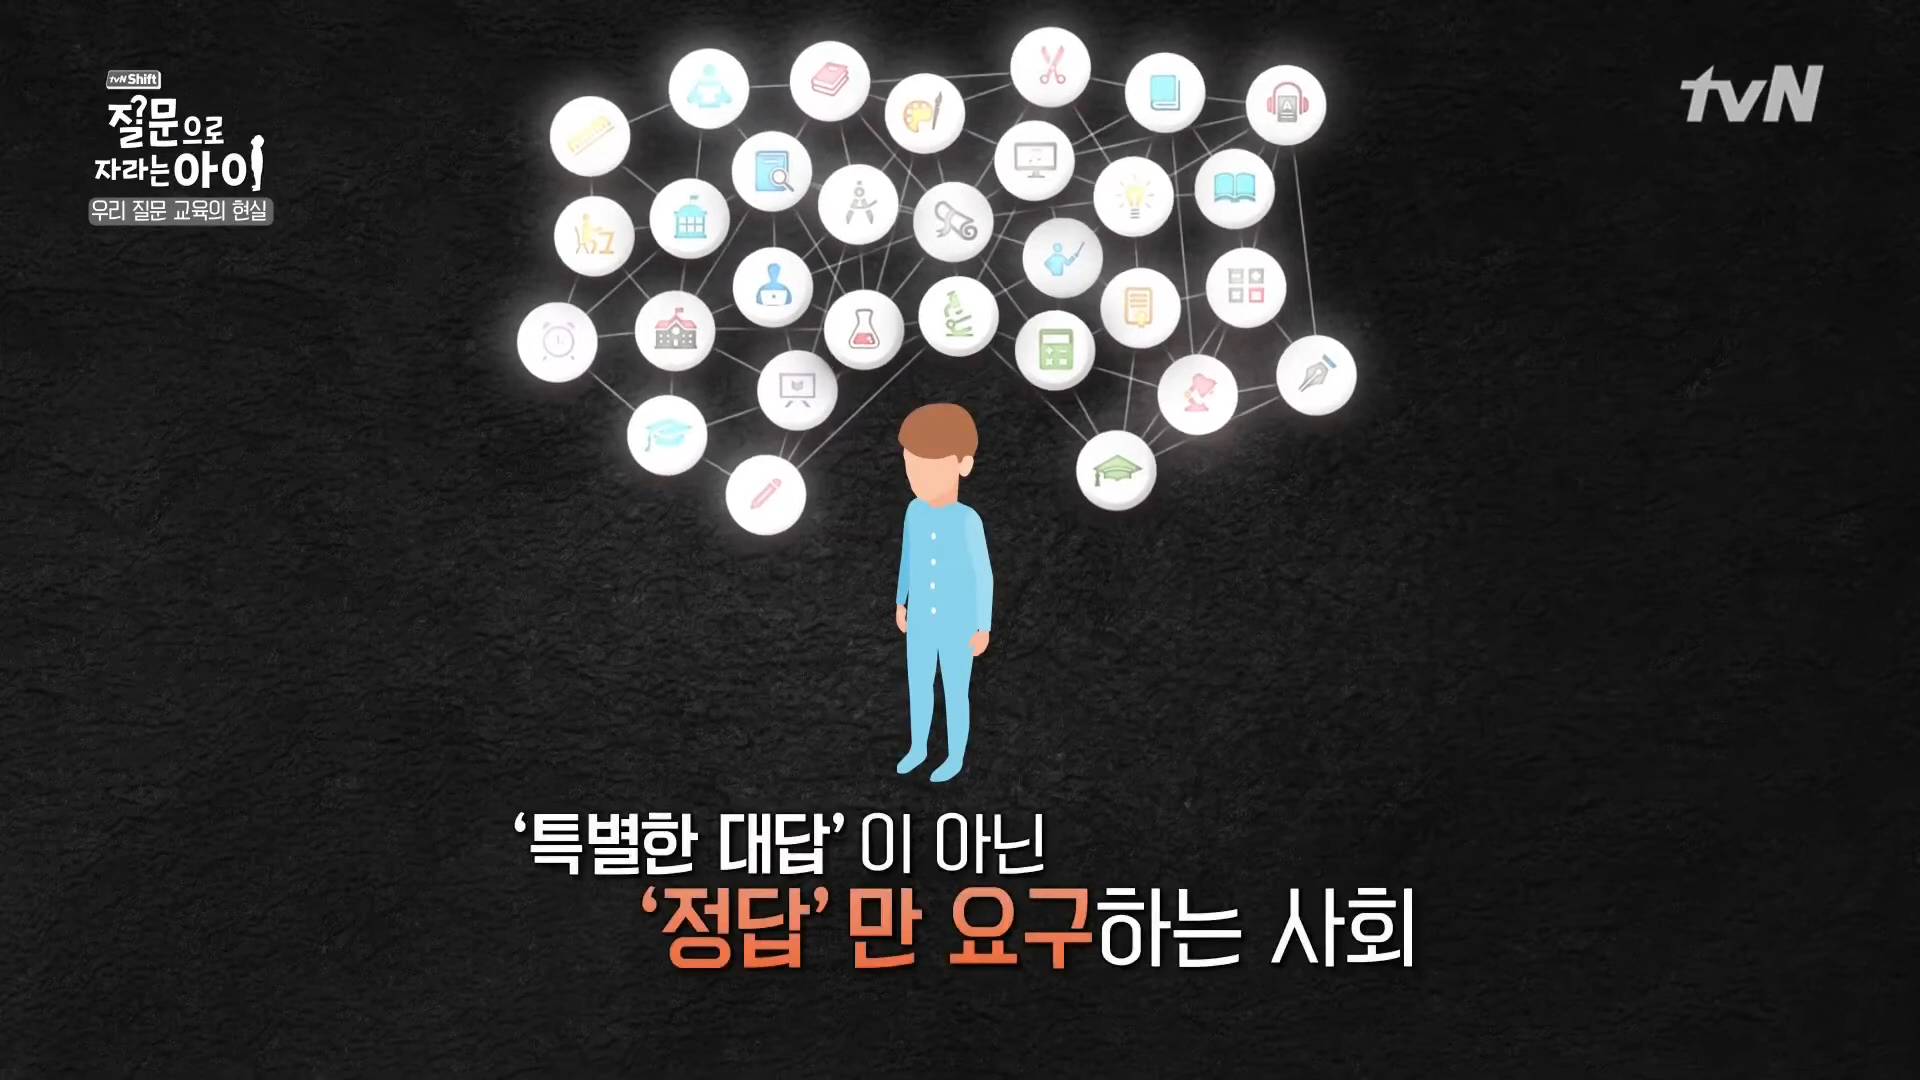 tvN Shift
질문으로
자라는 아이
우리 질문 교육의 현실
tvN
‘특별한 대답’이 아닌
‘정답’만 요구하는 사회